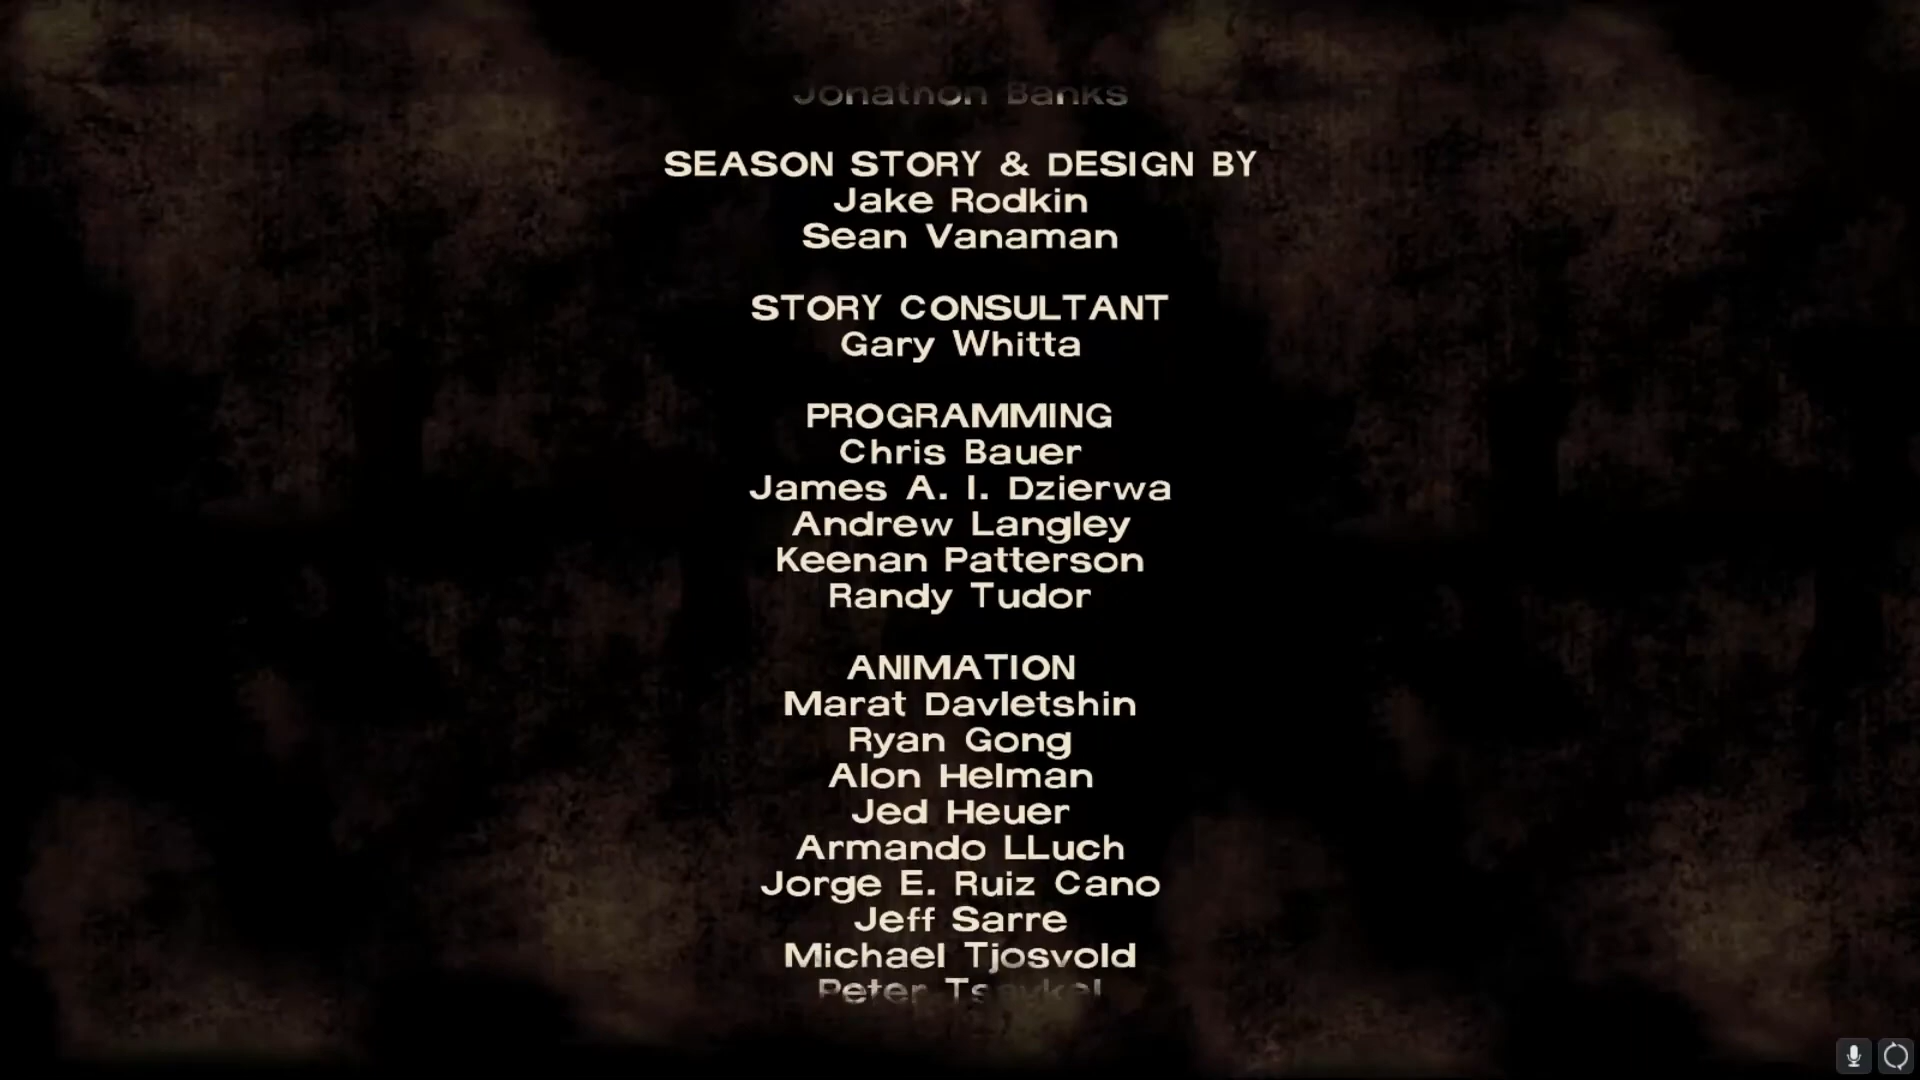 Jonathon Banks
SEASON STORY & DESIGN BY
Jake Rodkin
Sean Vanaman
STORY CONSULTANT
Gary Whitta
PROGRAMMING
Chris Bauer
James A. I. Dzierwa
Andrew Langley
Keenan Patterson
Randy Tudor
ANIMATION
Marat Davletshin
Ryan Gong
Alon Helman
Jed Heuer
Armando LLuch
Jorge E. Ruiz Cano
Jeff Sarre
Michael Tjosvold
Peter